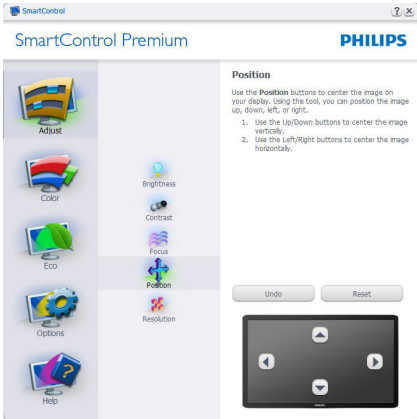 SmartControl
SmartControl Premium
PHILIPS
Adjust
Color
Eco
Options
Help
Brightness
Contrast
Focus
Position
Resolution
Position
Use the Position buttons to center the image on
your display. Using this tool, you can position the image
up, down, left, or right.
1. Use the Up/Down buttons to center the image
vertically.
2. Use the Left/Right buttons to center the image
horizontally.
Undo
Reset
PHILIPS